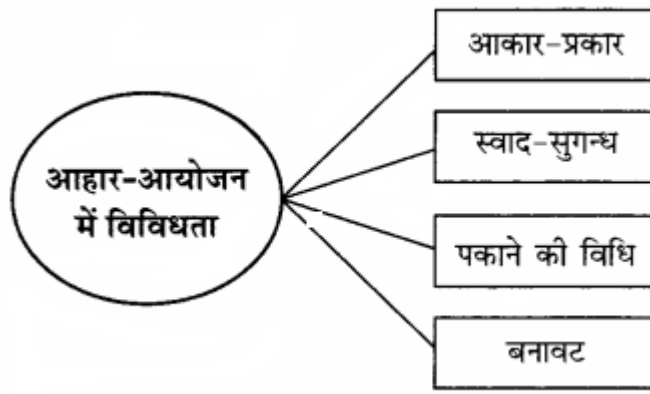 आहार-आयोजन
में विविधता
आकार-प्रकार
स्वाद-सुगन्ध
पकाने की विधि
बनावट